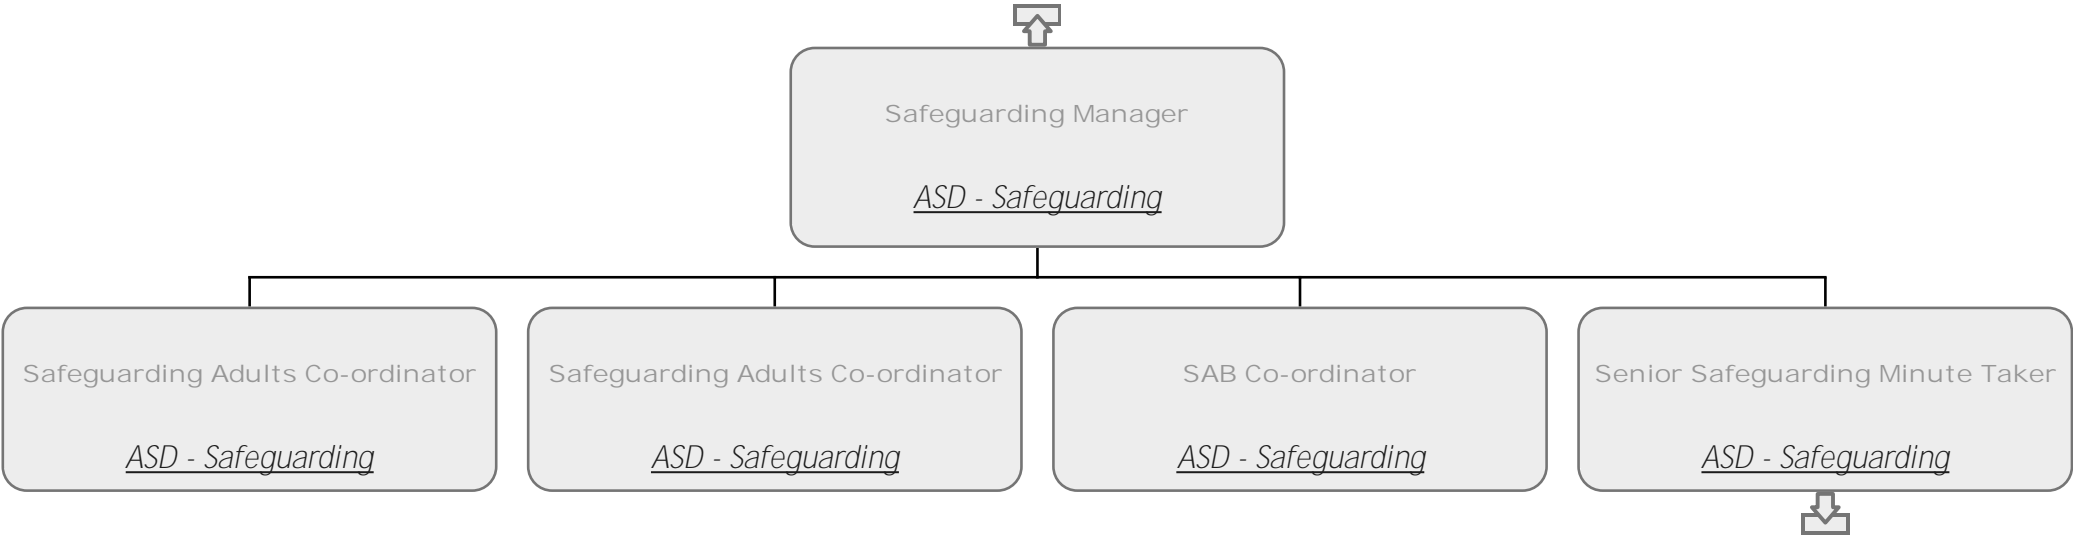 Safeguarding Manager
ASD - Safeguarding
Safeguarding Adults Co-ordinator
ASD - Safeguarding
Safeguarding Adults Co-ordinator
ASD - Safeguarding
SAB Co-ordinator
ASD - Safeguarding
Senior Safeguarding Minute Taker
ASD - Safeguarding